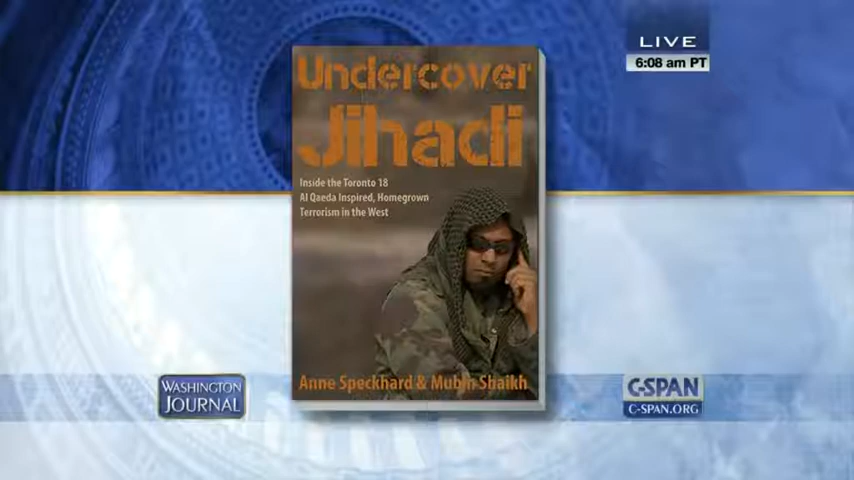 LIVE
6:08 am PT
Undercover
Jihadi
Inside the Toronto 18
Al Qaeda Inspired, Homegrown
Terrorism in the West
Anne Speckhard & Mubin Shaikh
WASHINGTON
JOURNAL
C-SPAN
C-SPAN.ORG